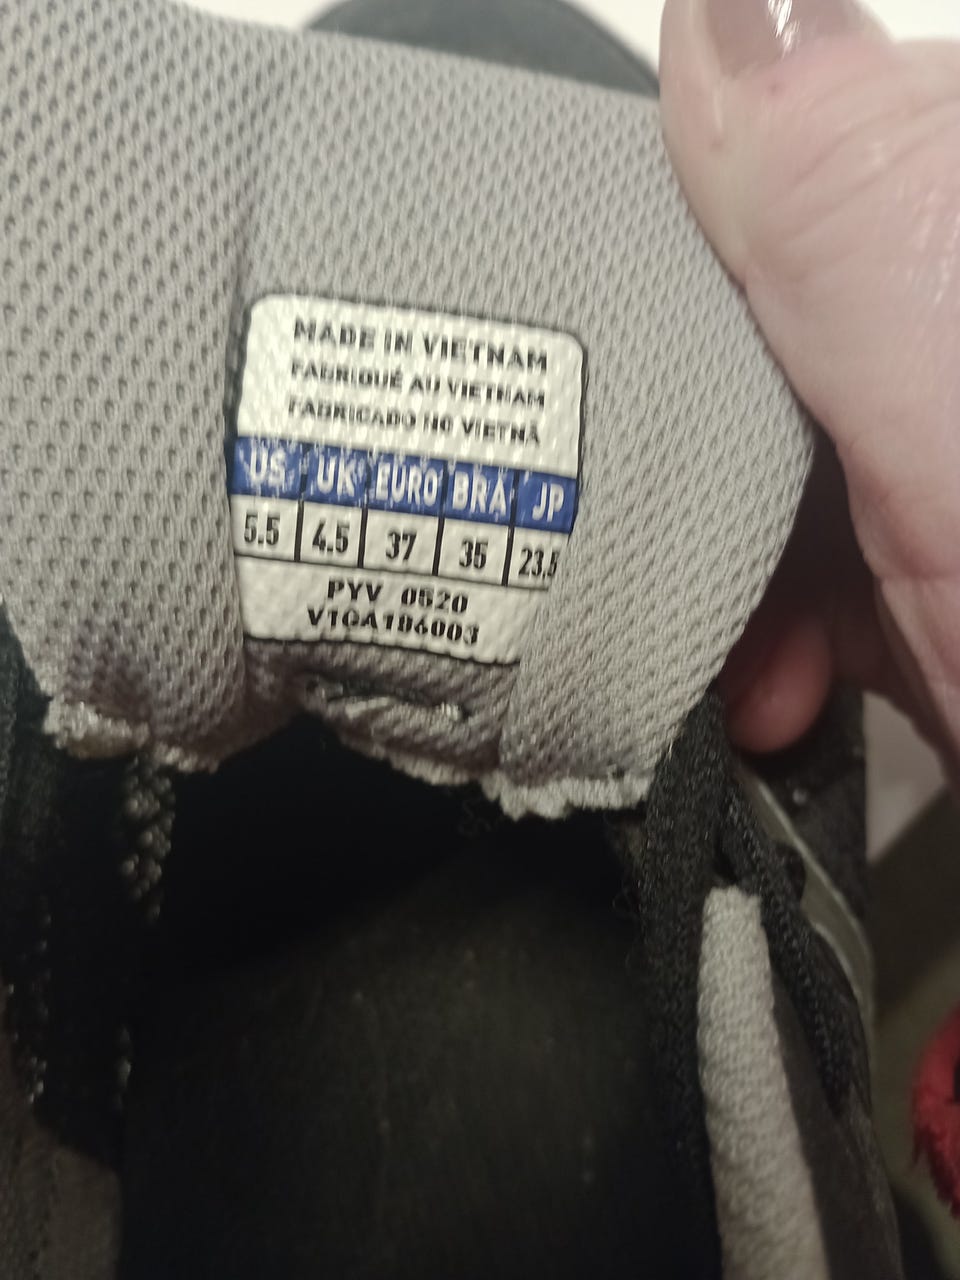 MADE IN VIETNAM
FABRIQUÉ AU VIETNAM
FABRICADO NO VIETNÃ
US UK EURO BRA JP
5.5 4.5 37 35 23.5
PYV 0520
V1GA186003